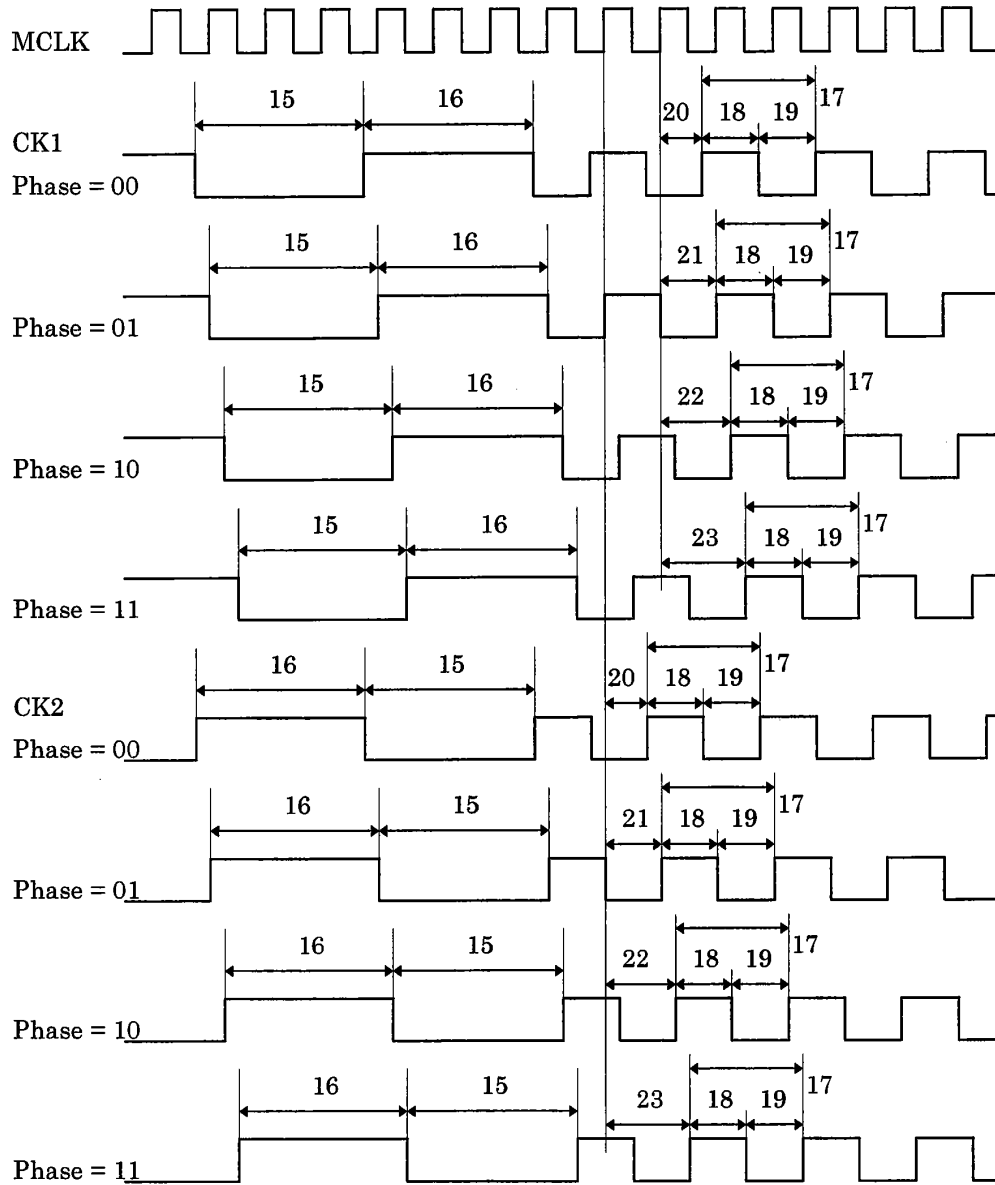 MCLK
15 16 20 18 19 17
CK1
Phase = 00
15 16 21 18 19 17
Phase = 01
15 16 22 18 19 17
Phase = 10
15 16 23 18 19 17
Phase = 11
16 15 20 18 19 17
CK2
Phase = 00
16 15 21 18 19 17
Phase = 01
16 15 22 18 19 17
Phase = 10
16 15 23 18 19 17
Phase = 11